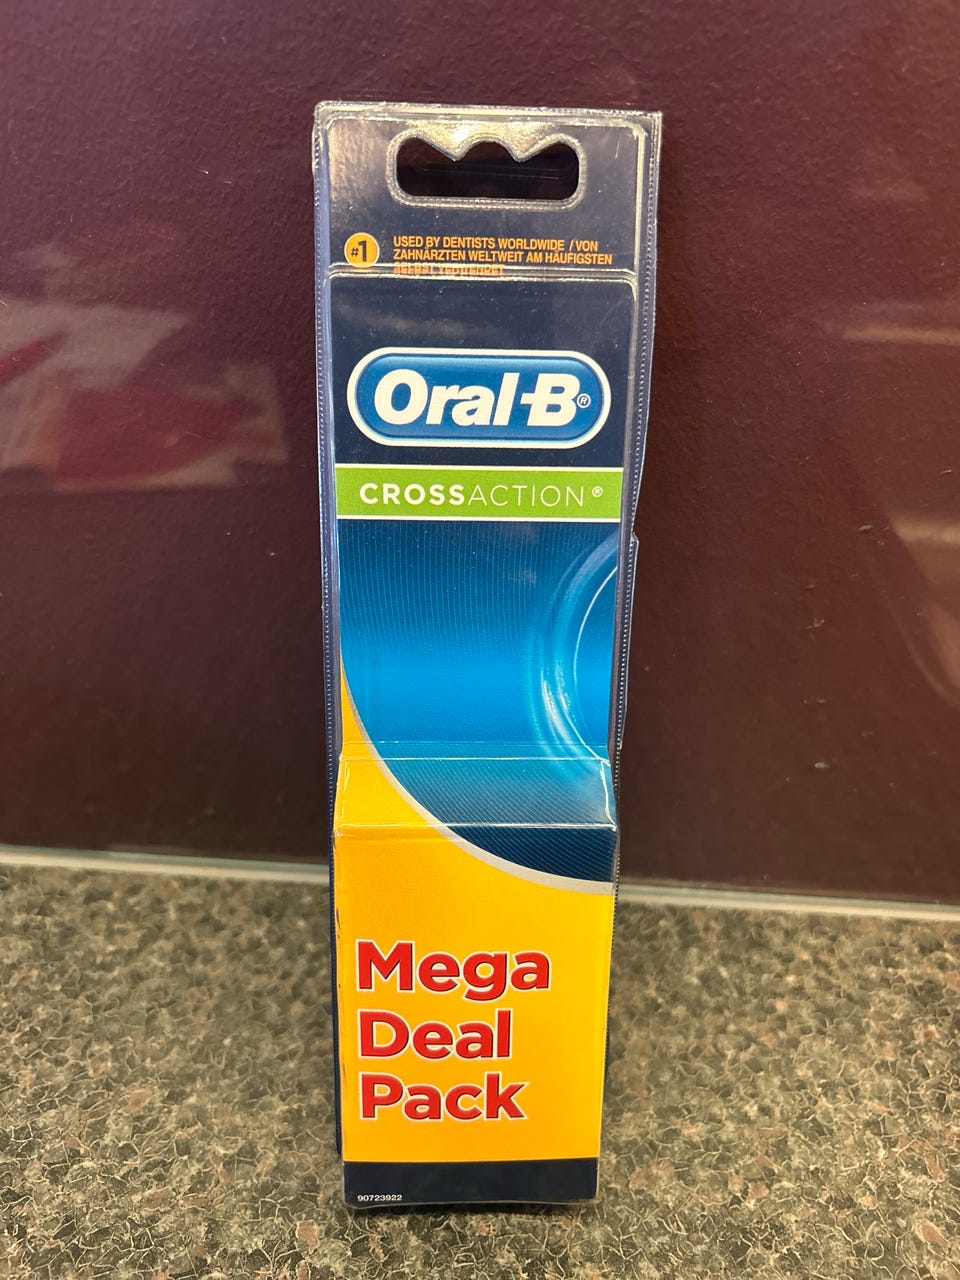 #1
USED BY DENTISTS WORLDWIDE / VON
ZAHNÄRZTEN WELTWEIT AM HÄUFIGSTEN
Oral-B®
CROSSACTION®
Mega
Deal
Pack
90723922